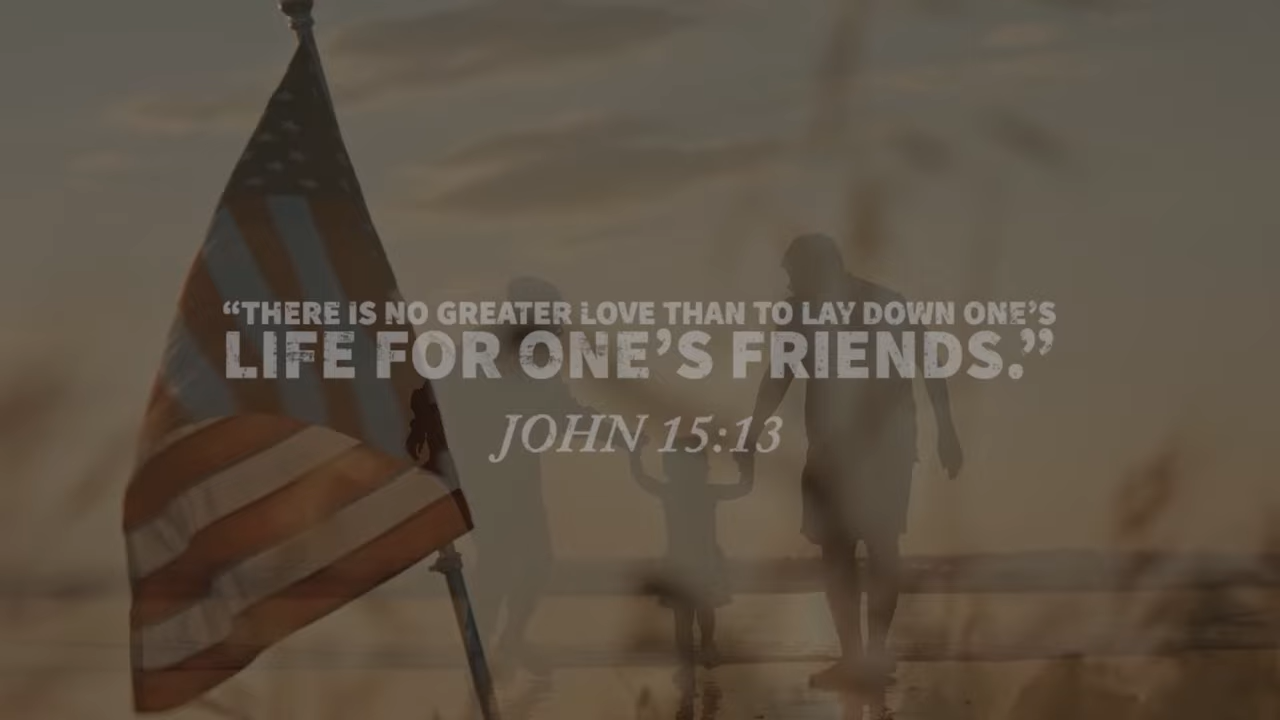 “THERE IS NO GREATER LOVE THAN TO LAY DOWN ONE’S
LIFE FOR ONE’S FRIENDS.”
JOHN 15:13